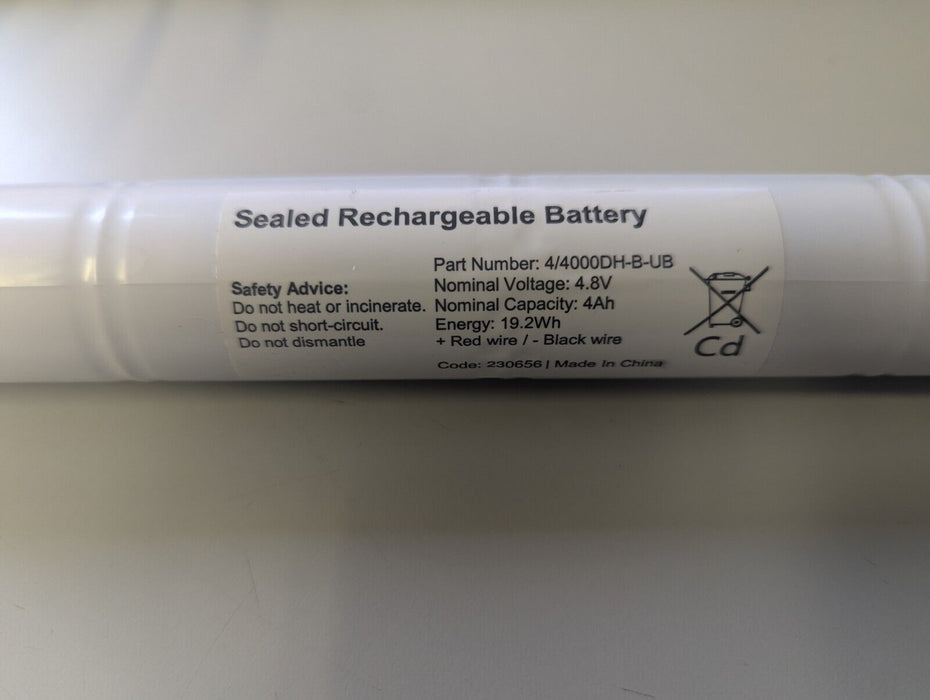 Sealed Rechargeable Battery
Safety Advice:
Do not heat or incinerate.
Do not short-circuit.
Do not dismantle
Part Number: 4/4000DH-B-UB
Nominal Voltage: 4.8V
Nominal Capacity: 4Ah
Energy: 19.2Wh
+ Red wire / - Black wire
Code: 230656 | Made In China
Cd